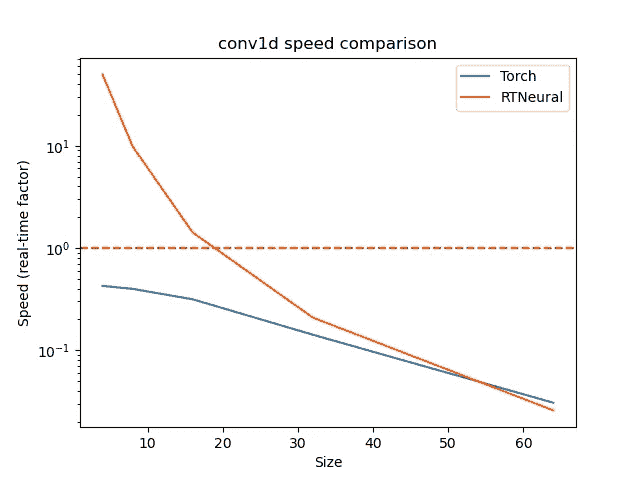 conv1d speed comparison
Torch
RTNeural
Speed (real-time factor)
10¹
10⁰
10⁻¹
10 20 30 40 50 60
Size